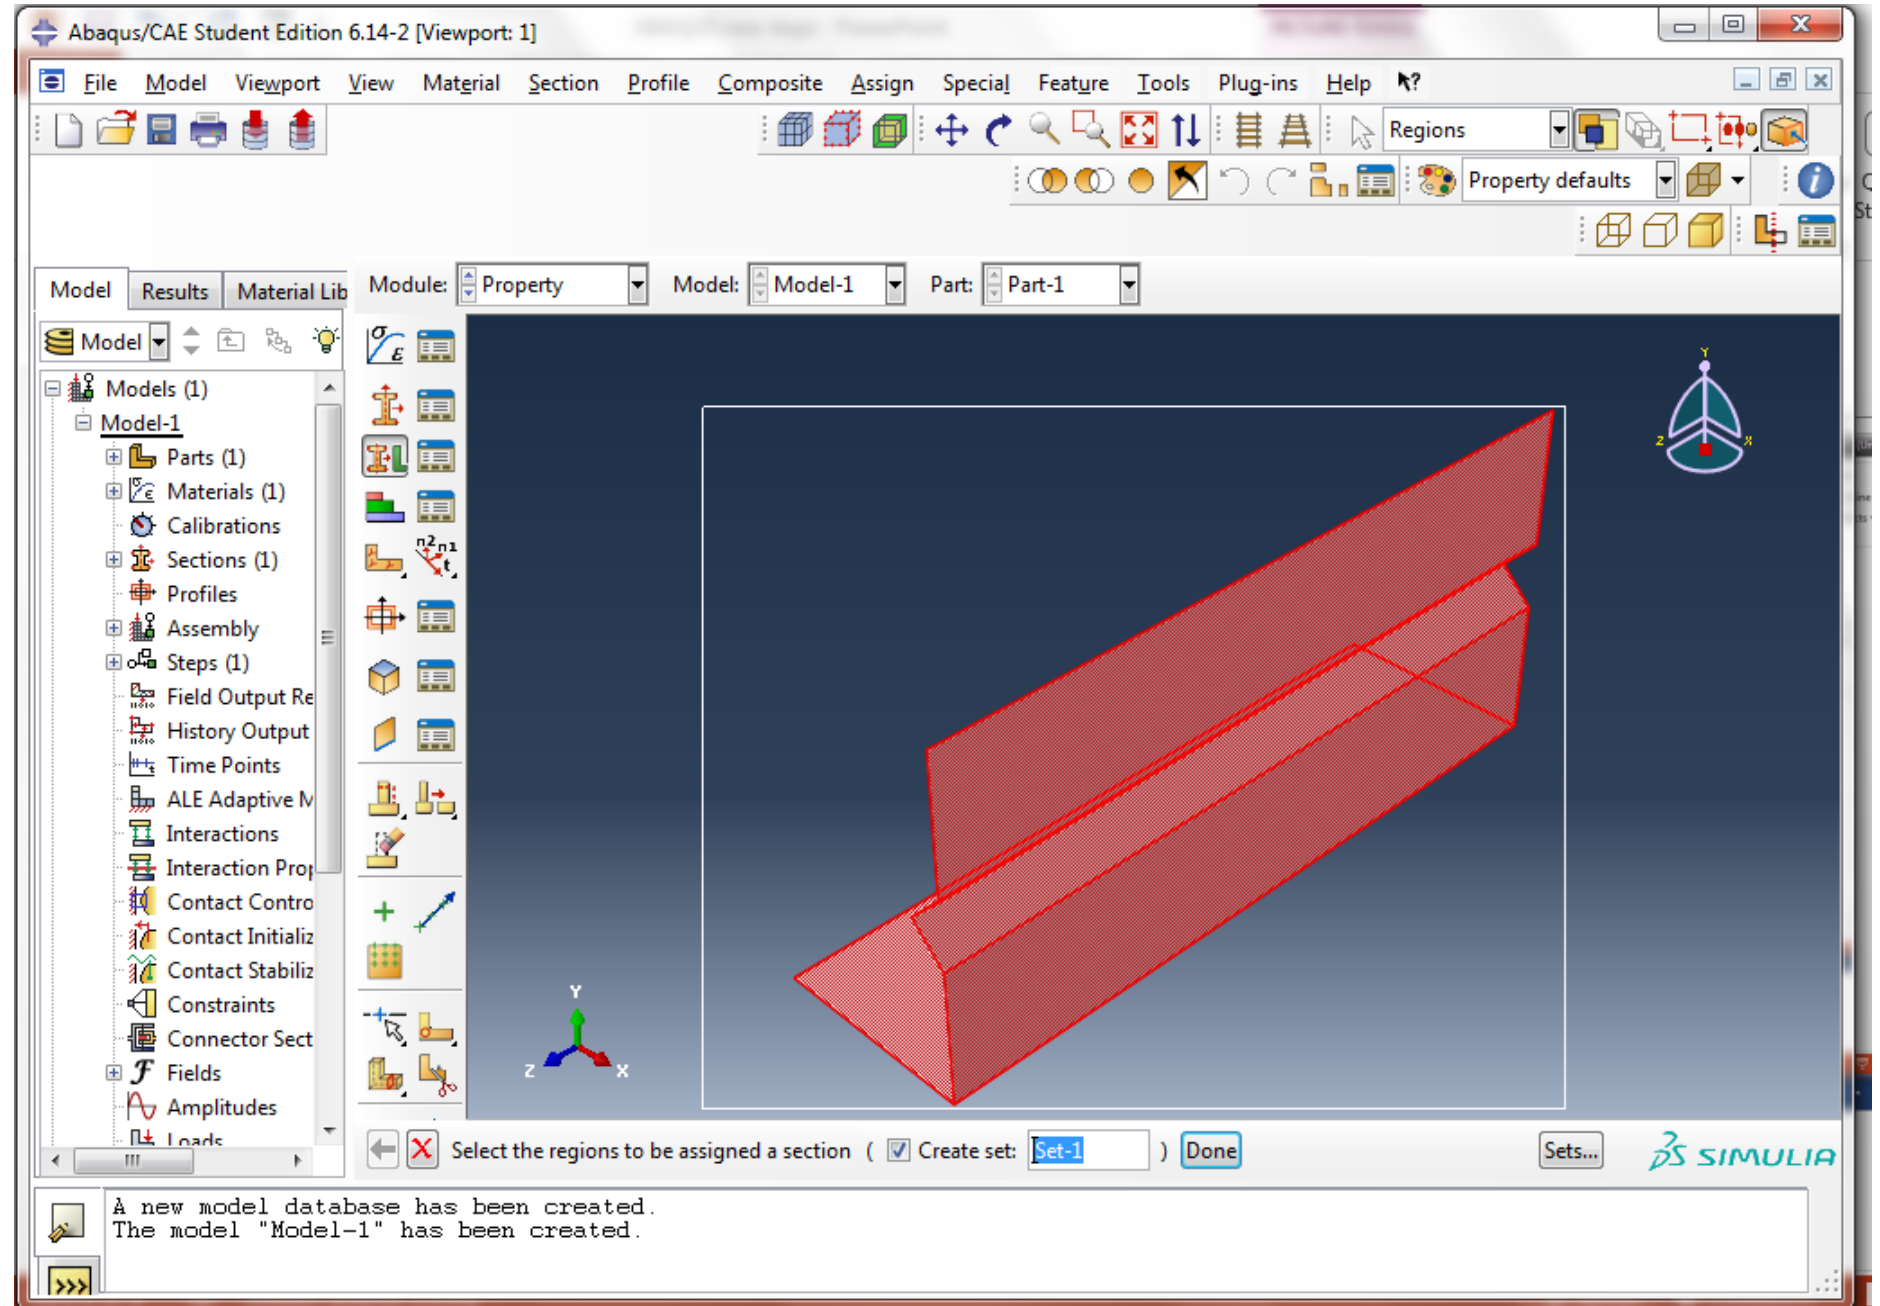 Abaqus/CAE Student Edition 6.14-2 [Viewport: 1]
File Model Viewport View Material Section Profile Composite Assign Special Feature Tools Plug-ins Help ?
Regions
Property defaults
Model Results Material Lib
Module: Property Model: Model-1 Part: Part-1
Model
Models (1)
Model-1
Parts (1)
Materials (1)
Calibrations
Sections (1)
Profiles
Assembly
Steps (1)
Field Output Re
History Output
Time Points
ALE Adaptive M
Interactions
Interaction Prop
Contact Contro
Contact Initializ
Contact Stabiliz
Constraints
Connector Sect
Fields
Amplitudes
Loads
σ ε
n2 n1 t
Y
Z X
Y
Z X
Select the regions to be assigned a section ( Create set: Set-1 ) Done Sets... SIMULIA
A new model database has been created.
The model "Model-1" has been created.
>>>